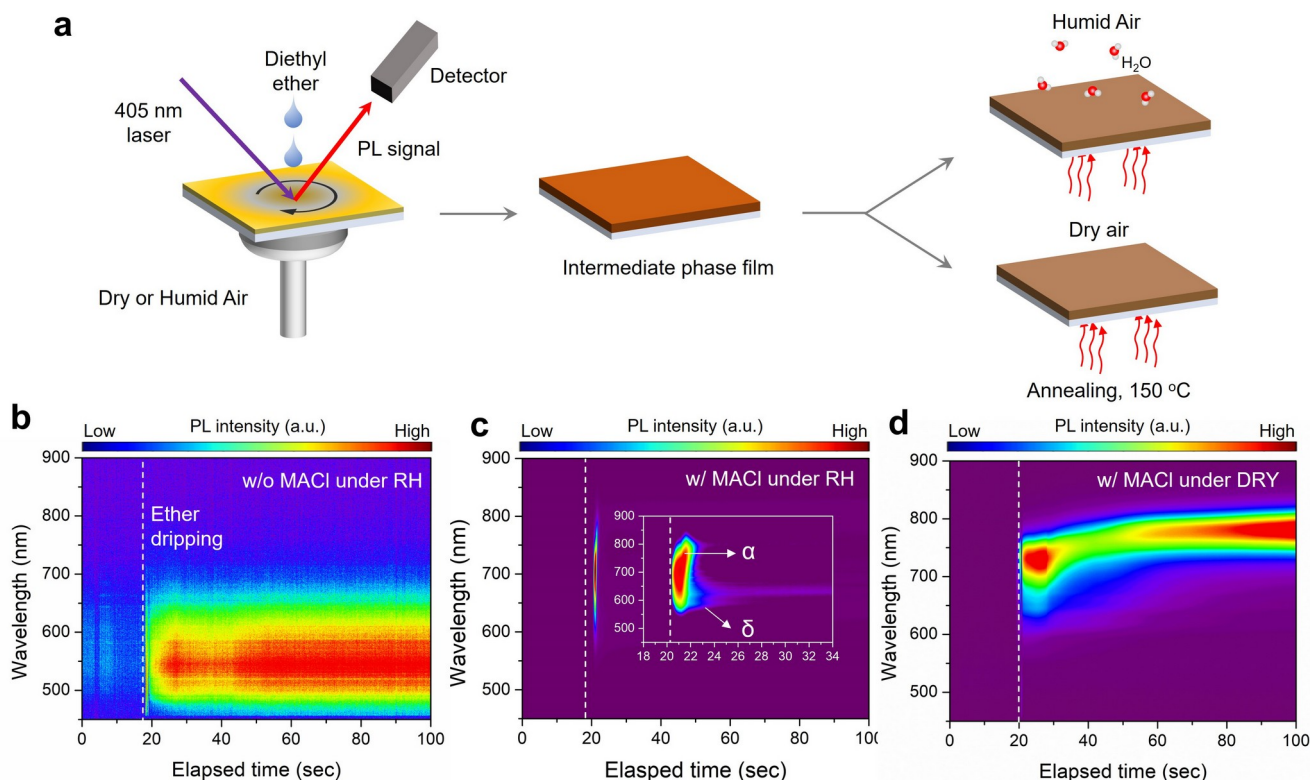 a
Diethyl
ether
Detector
405 nm
laser
PL signal
Dry or Humid Air
Intermediate phase film
Humid Air
H₂O
Dry air
Annealing, 150 °C
b
Low
PL intensity (a.u.)
High
w/o MACl under RH
Ether
dripping
Wavelength (nm)
900
800
700
600
500
0
20
40
60
80
100
Elapsed time (sec)
c
Low
PL intensity (a.u.)
High
w/ MACl under RH
Wavelength (nm)
900
800
700
600
500
900
800
700
600
500
α
δ
18
20
22
24
26
28
30
32
34
0
20
40
60
80
100
Elapsed time (sec)
d
Low
PL intensity (a.u.)
High
w/ MACl under DRY
Wavelength (nm)
900
800
700
600
500
0
20
40
60
80
100
Elapsed time (sec)